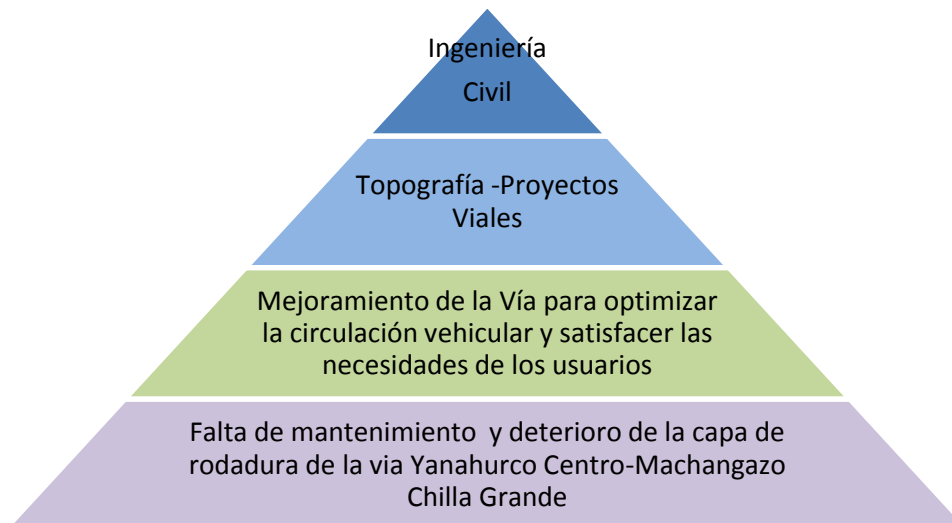 Ingeniería
Civil
Topografía -Proyectos
Viales
Mejoramiento de la Vía para optimizar
la circulación vehicular y satisfacer las
necesidades de los usuarios
Falta de mantenimiento  y deterioro de la capa de
rodadura de la via Yanahurco Centro-Machangazo
Chilla Grande